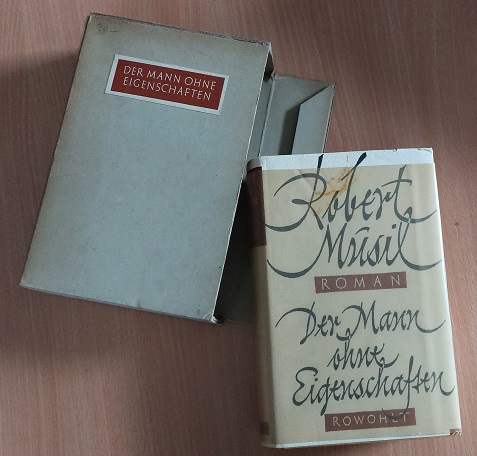 DER MANN OHNE
EIGENSCHAFTEN
Robert
Musil
ROMAN
Der Mann
ohne
Eigenschaften
ROWOHLT